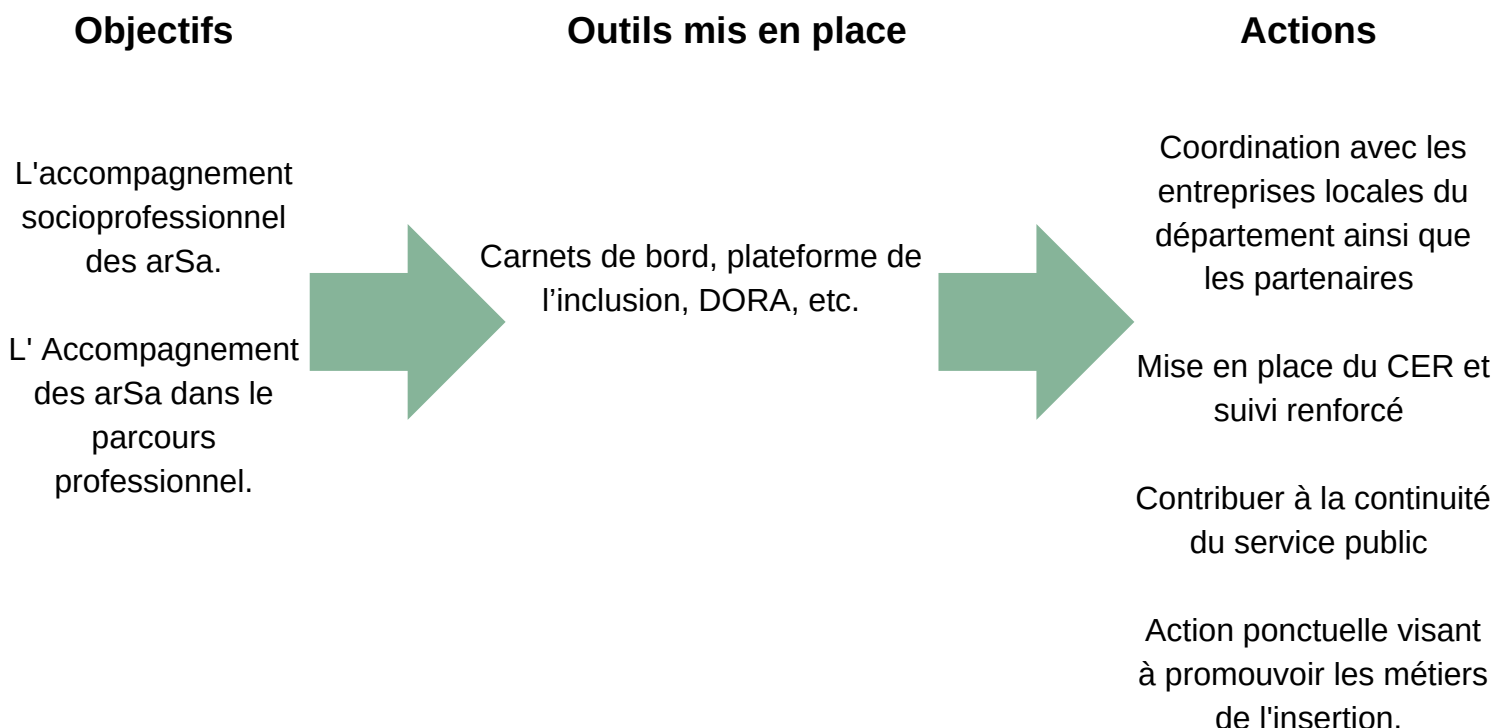 Objectifs
Outils mis en place
Actions
L'accompagnement
socioprofessionnel
des arSa.
L' Accompagnement
des arSa dans le
parcours
professionnel.
Carnets de bord, plateforme de
l’inclusion, DORA, etc.
Coordination avec les
entreprises locales du
département ainsi que
les partenaires
Mise en place du CER et
suivi renforcé
Contribuer à la continuité
du service public
Action ponctuelle visant
à promouvoir les métiers
de l'insertion.